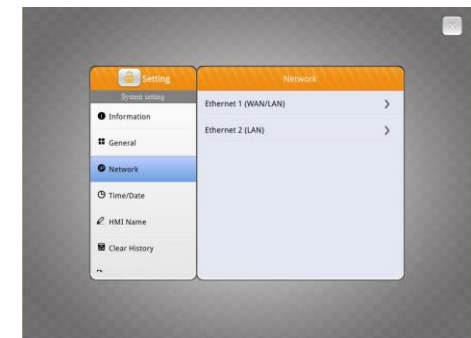 Setting
System setting
Information
General
Network
Time/Date
HMI Name
Clear History
Network
Ethernet 1 (WAN/LAN)
Ethernet 2 (LAN)